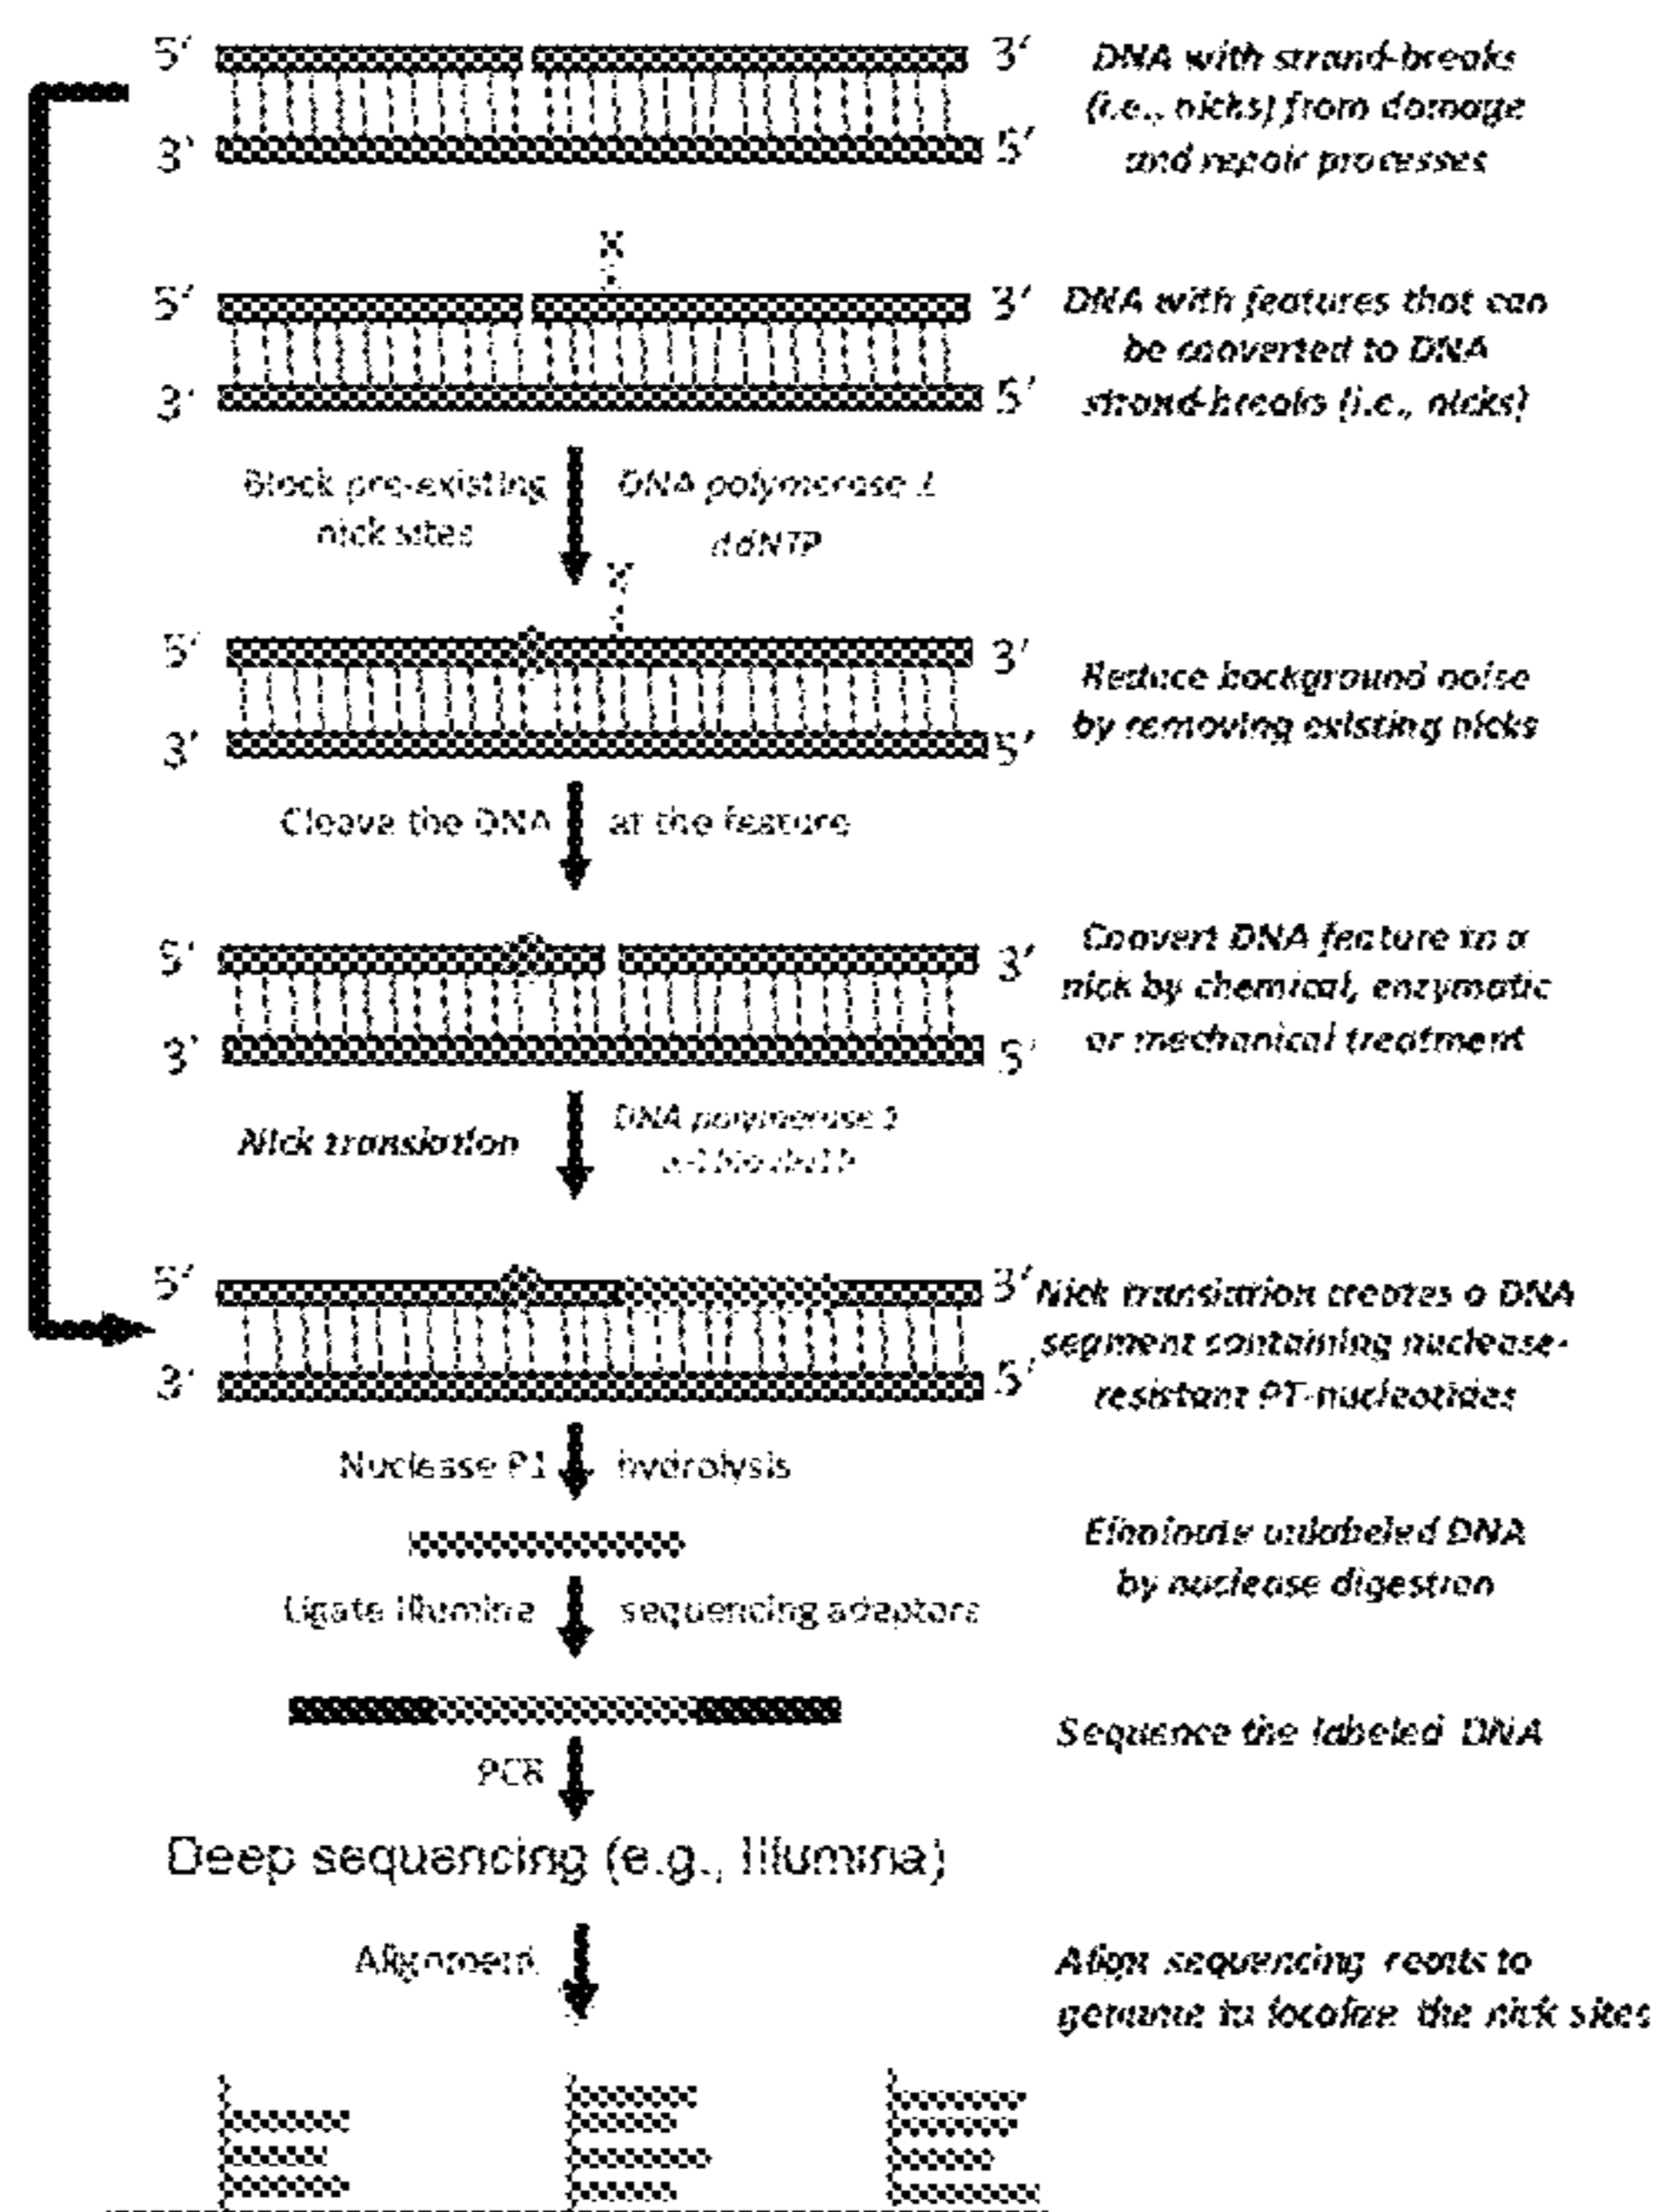 5′ 3′ DNA with strand-breaks
(i.e., nicks) from damage
3′ 5′ and repair processes
X
5′ 3′ DNA with features that can
be converted to DNA
3′ 5′ strand-breaks (i.e., nicks)
Block pre-existing DNA polymerase I
nick sites ddNTP
X
5′ 3′ Reduce background noise
3′ 5′ by removing existing nicks
Cleave the DNA at the feature
5′ 3′ Convert DNA feature to a
nick by chemical, enzymatic
3′ 5′ or mechanical treatment
Nick translation DNA polymerase I
5′ 3′ Nick translation creates a DNA
segment containing nuclease-
3′ 5′ resistant PT-nucleotides
Nuclease P1 hydrolysis
Eliminate unlabeled DNA
by nuclease digestion
Ligate Illumina sequencing adaptors
Sequence the labeled DNA
PCR
Deep sequencing (e.g., Illumina)
Alignment
Align sequencing reads to
genome to localize the nick sites